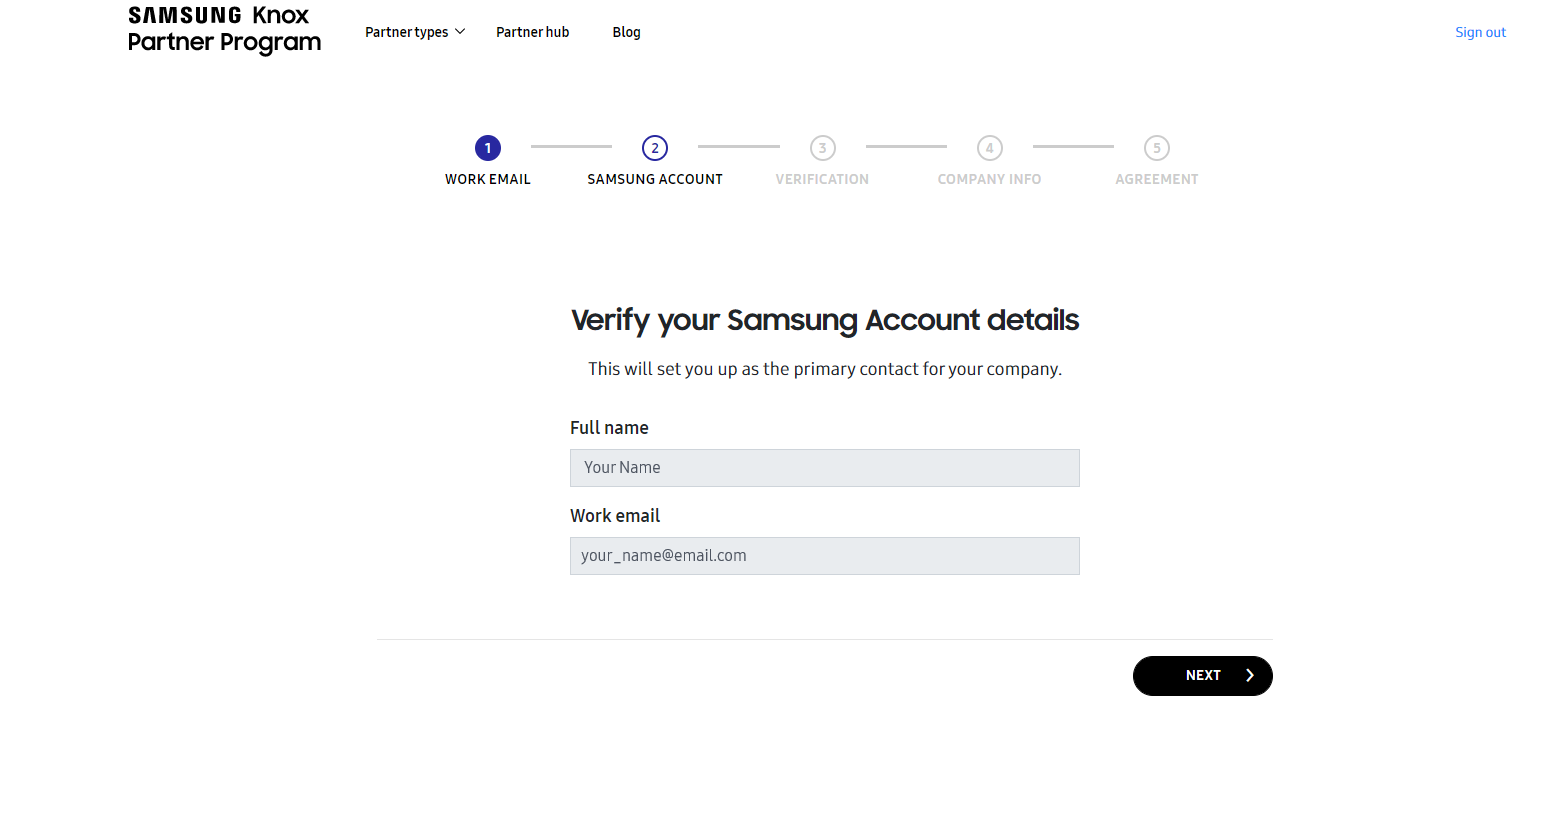 SAMSUNG Knox
Partner Program
Partner types
Partner hub
Blog
Sign out
1
2
3
4
5
WORK EMAIL
SAMSUNG ACCOUNT
VERIFICATION
COMPANY INFO
AGREEMENT
Verify your Samsung Account details
This will set you up as the primary contact for your company.
Full name
Your Name
Work email
your_name@email.com
NEXT